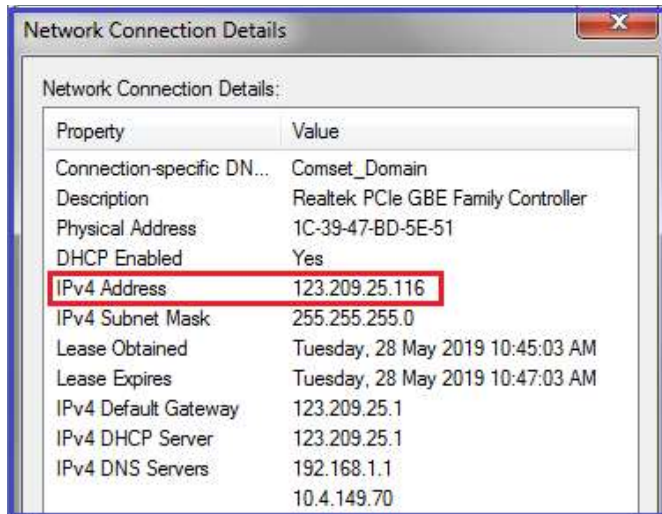 Network Connection Details
Network Connection Details:
Property Value
Connection-specific DN... Comset_Domain
Description Realtek PCIe GBE Family Controller
Physical Address 1C-39-47-BD-5E-51
DHCP Enabled Yes
IPv4 Address 123.209.25.116
IPv4 Subnet Mask 255.255.255.0
Lease Obtained Tuesday, 28 May 2019 10:45:03 AM
Lease Expires Tuesday, 28 May 2019 10:47:03 AM
IPv4 Default Gateway 123.209.25.1
IPv4 DHCP Server 123.209.25.1
IPv4 DNS Servers 192.168.1.1
10.4.149.70